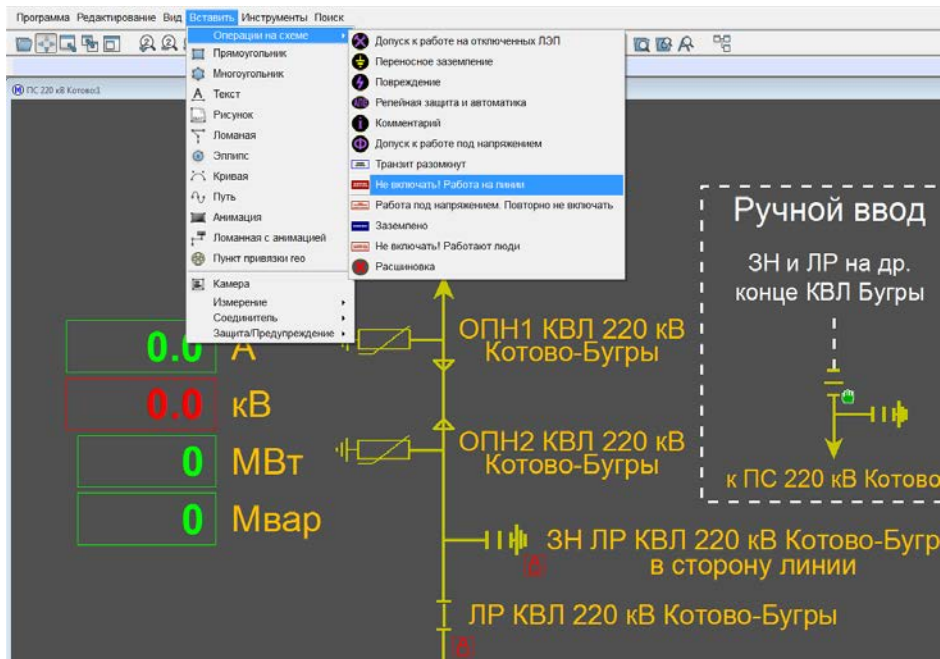 Программа Редактирование Вид Вставить Инструменты Поиск
Операции на схеме
Прямоугольник
Многоугольник
Текст
Рисунок
Ломаная
Эллипс
Кривая
Путь
Анимация
Ломанная с анимацией
Пункт привязки гео
Камера
Измерение
Соединитель
Защита/Предупреждение
Допуск к работе на отключенных ЛЭП
Переносное заземление
Повреждение
Релейная защита и автоматика
Комментарий
Допуск к работе под напряжением
Транзит разомкнут
Не включать! Работа на линии
Работа под напряжением. Повторно не включать
Заземлено
Не включать! Работают люди
Расшиновка
ПС 220 кВ Котово:1
0.0 А
0.0 кВ
0 МВт
0 Мвар
ОПН1 КВЛ 220 кВ
Котово-Бугры
ОПН2 КВЛ 220 кВ
Котово-Бугры
ЗН ЛР КВЛ 220 кВ Котово-Бугр
в сторону линии
ЛР КВЛ 220 кВ Котово-Бугры
Ручной ввод
ЗН и ЛР на др.
конце КВЛ Бугры
к ПС 220 кВ Котово